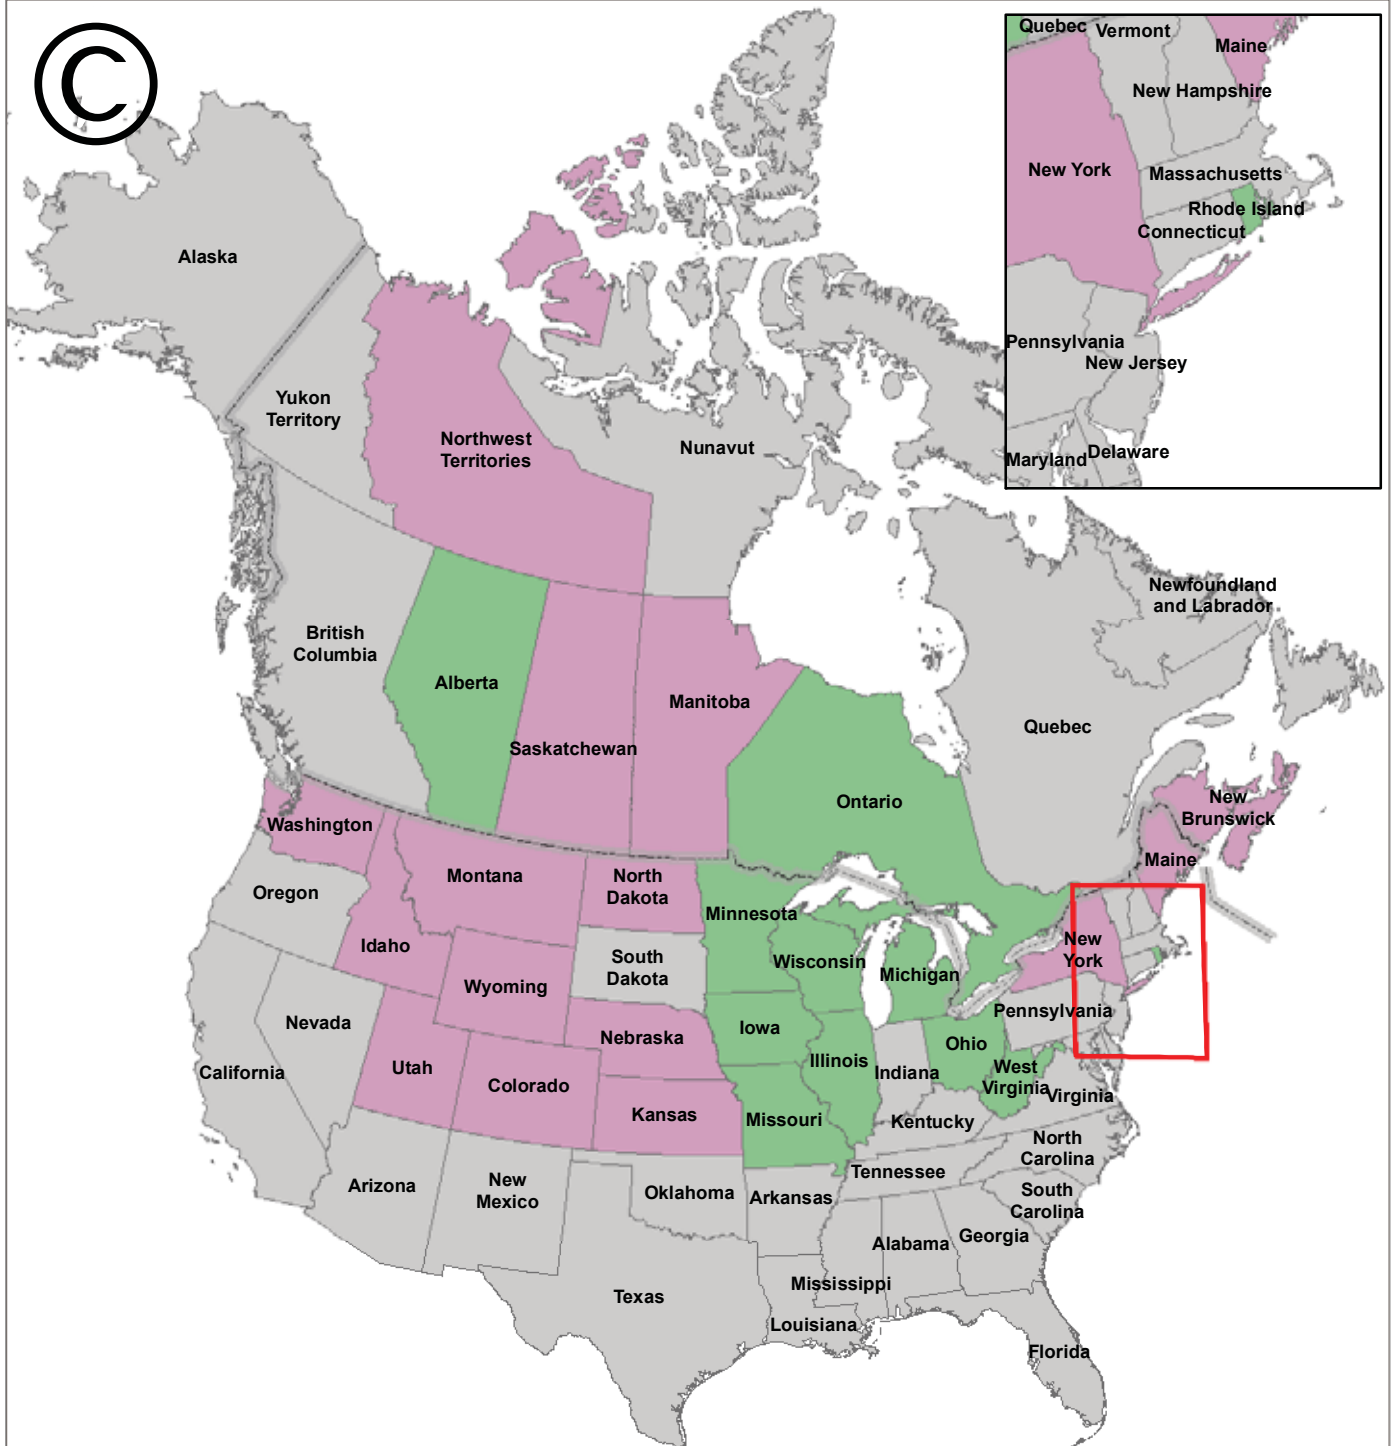 ©
Quebec
Vermont
Maine
New Hampshire
New York
Massachusetts
Rhode Island
Connecticut
Pennsylvania
New Jersey
Maryland
Delaware
Alaska
Yukon
Territory
Northwest
Territories
Nunavut
Newfoundland
and Labrador
British
Columbia
Alberta
Manitoba
Quebec
Saskatchewan
Ontario
New
Brunswick
Washington
Maine
Montana
North
Dakota
Oregon
Minnesota
Idaho
New
York
South
Dakota
Wisconsin
Michigan
Wyoming
Pennsylvania
Nevada
Iowa
Nebraska
Ohio
Illinois
Utah
California
Indiana
West
Virginia
Colorado
Virginia
Kansas
Missouri
Kentucky
North
Carolina
Tennessee
Arizona
New
Mexico
Oklahoma
Arkansas
South
Carolina
Georgia
Alabama
Mississippi
Texas
Louisiana
Florida